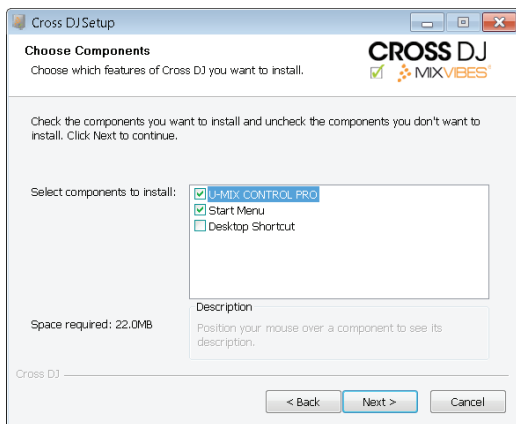 Cross DJ Setup
Choose Components
Choose which features of Cross DJ you want to install.
CROSS DJ
MIXVIBES
Check the components you want to install and uncheck the components you don't want to
install. Click Next to continue.
Select components to install:
U-MIX CONTROL PRO
Start Menu
Desktop Shortcut
Space required: 22.0MB
Description
Position your mouse over a component to see its
description.
Cross DJ
< Back
Next >
Cancel